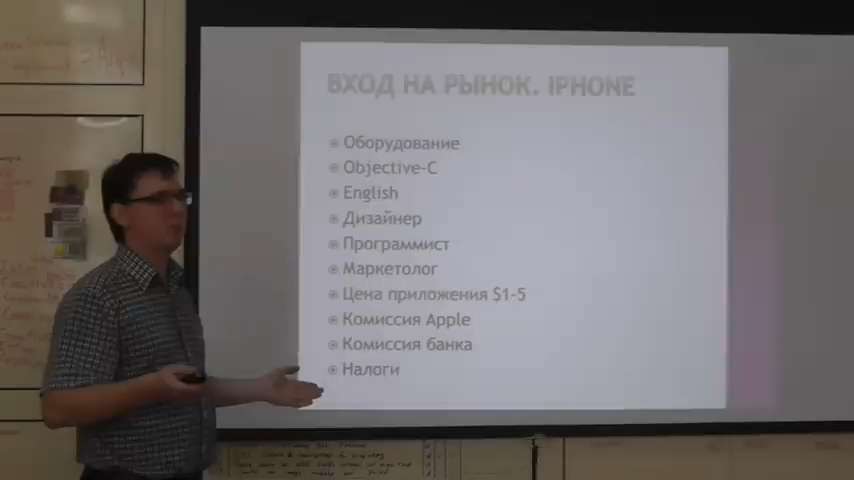 ВХОД НА РЫНОК. IPHONE
Оборудование
Objective-C
English
Дизайнер
Программист
Маркетолог
Цена приложения $1-5
Комиссия Apple
Комиссия банка
Налоги